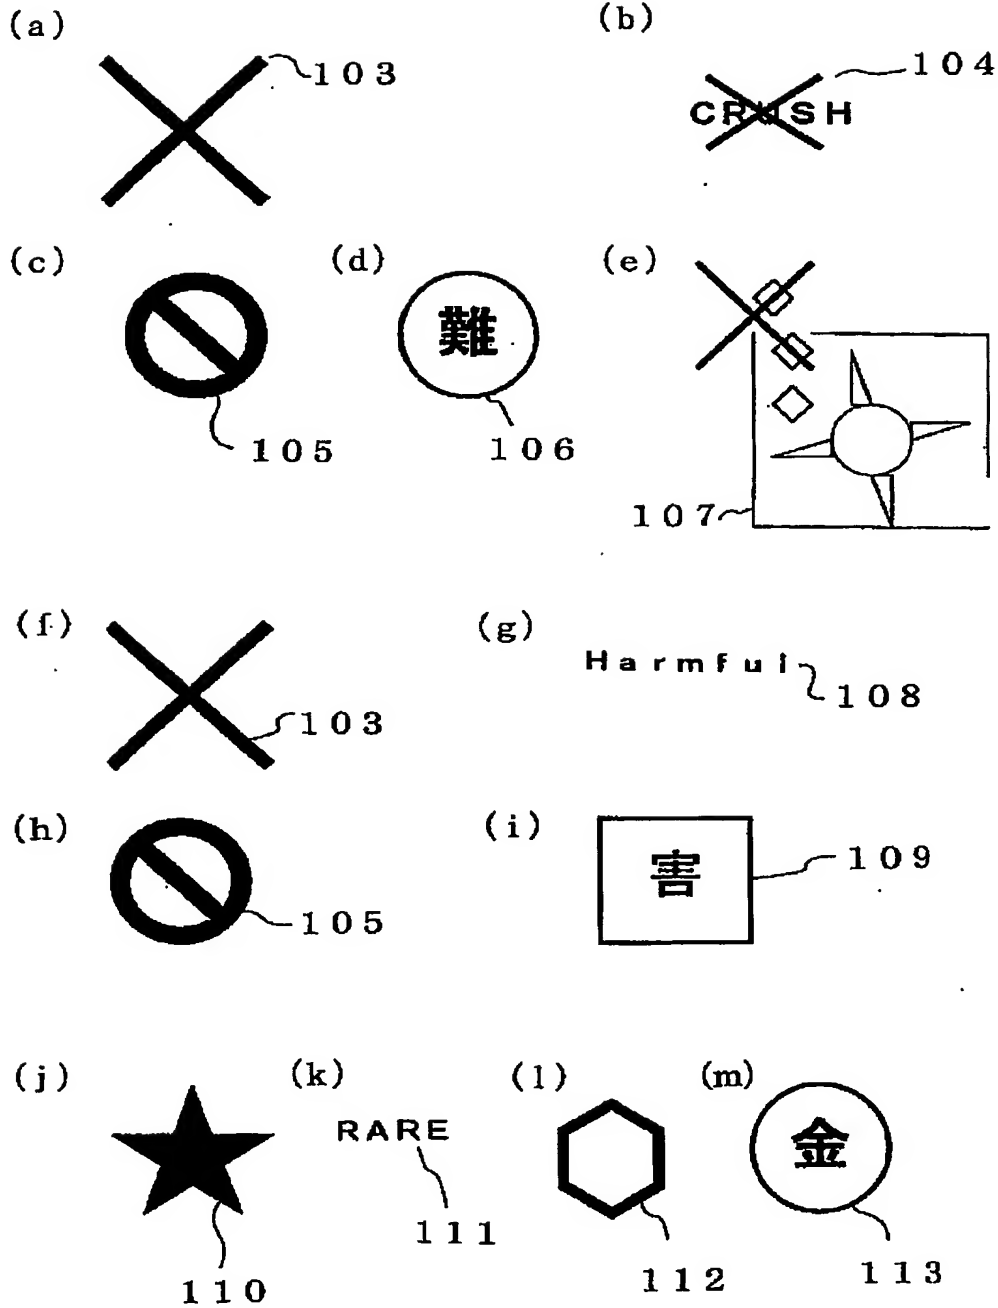 (a)
103
(b)
104
CRUSH
(c)
105
(d)
難
106
(e)
107
(f)
103
(g)
Harmful
108
(h)
105
(i)
害
109
(j)
110
(k)
RARE
111
(l)
112
(m)
金
113